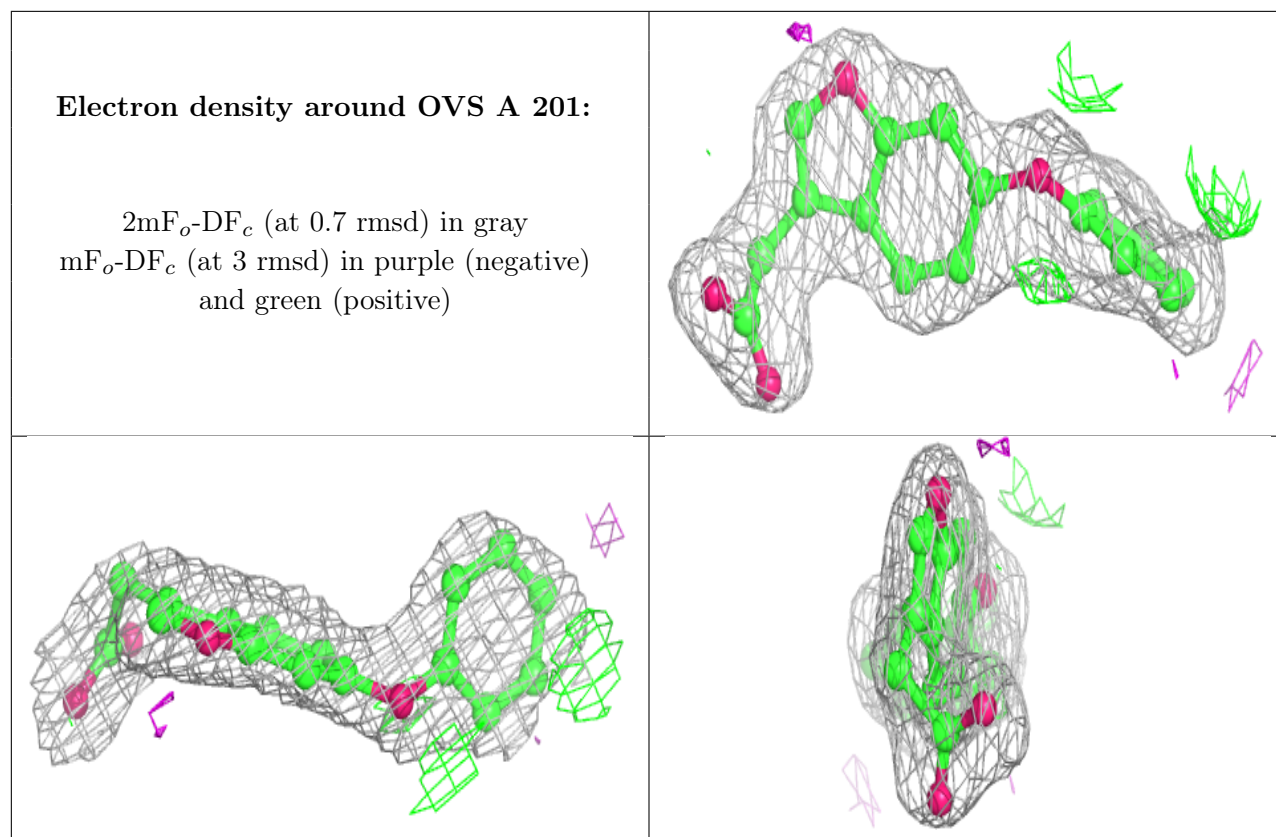 Electron density around OVS A 201:
2mFo-DFc (at 0.7 rmsd) in gray
mFo-DFc (at 3 rmsd) in purple (negative)
and green (positive)